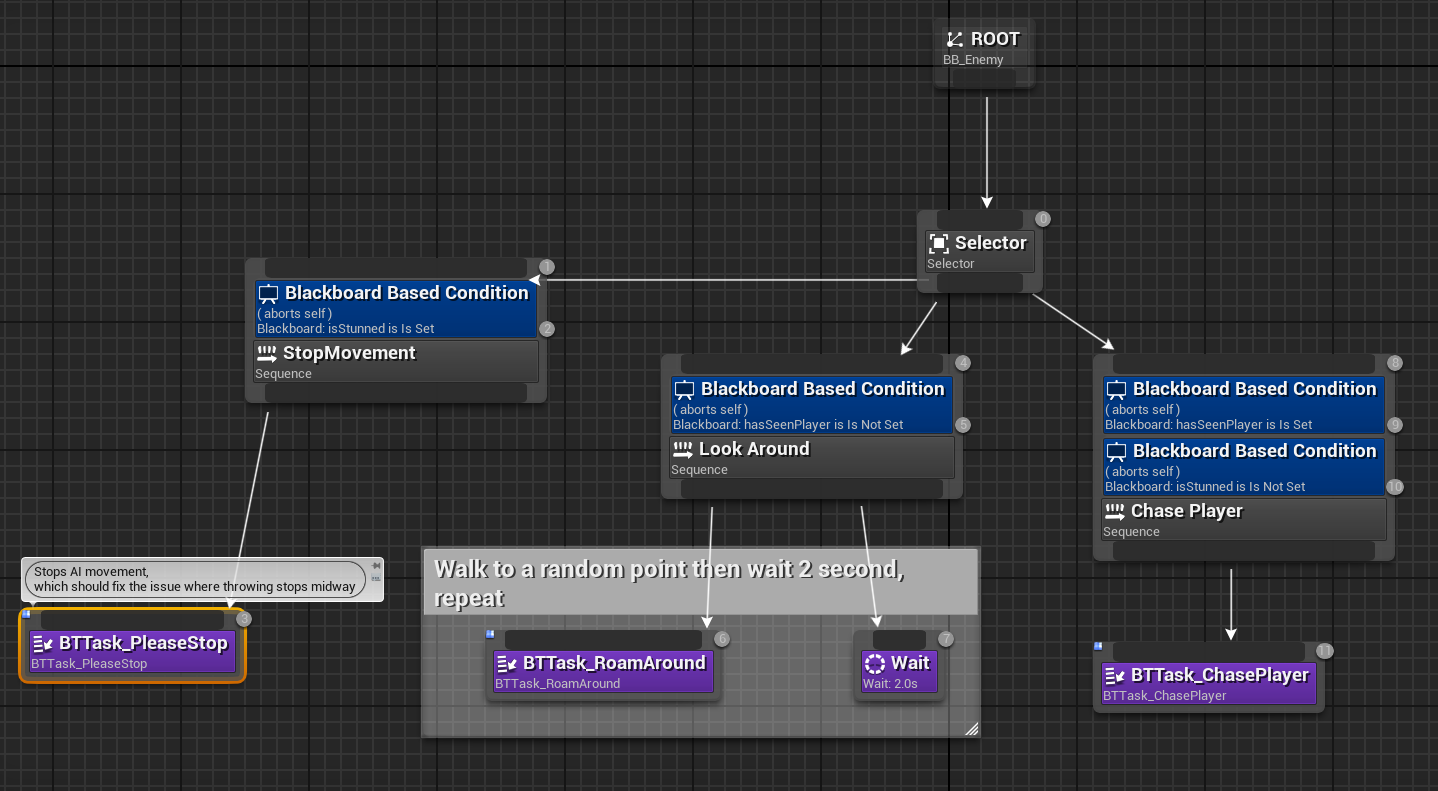 ROOT
BB_Enemy
0
Selector
Selector
1
Blackboard Based Condition
( aborts self )
Blackboard: isStunned is Is Set
2
StopMovement
Sequence
4
Blackboard Based Condition
( aborts self )
Blackboard: hasSeenPlayer is Is Not Set
5
Look Around
Sequence
8
Blackboard Based Condition
( aborts self )
Blackboard: hasSeenPlayer is Is Set
9
Blackboard Based Condition
( aborts self )
Blackboard: isStunned is Is Not Set
10
Chase Player
Sequence
Stops AI movement,
which should fix the issue where throwing stops midway
3
BTTask_PleaseStop
BTTask_PleaseStop
Walk to a random point then wait 2 second,
repeat
6
BTTask_RoamAround
BTTask_RoamAround
7
Wait
Wait: 2.0s
11
BTTask_ChasePlayer
BTTask_ChasePlayer